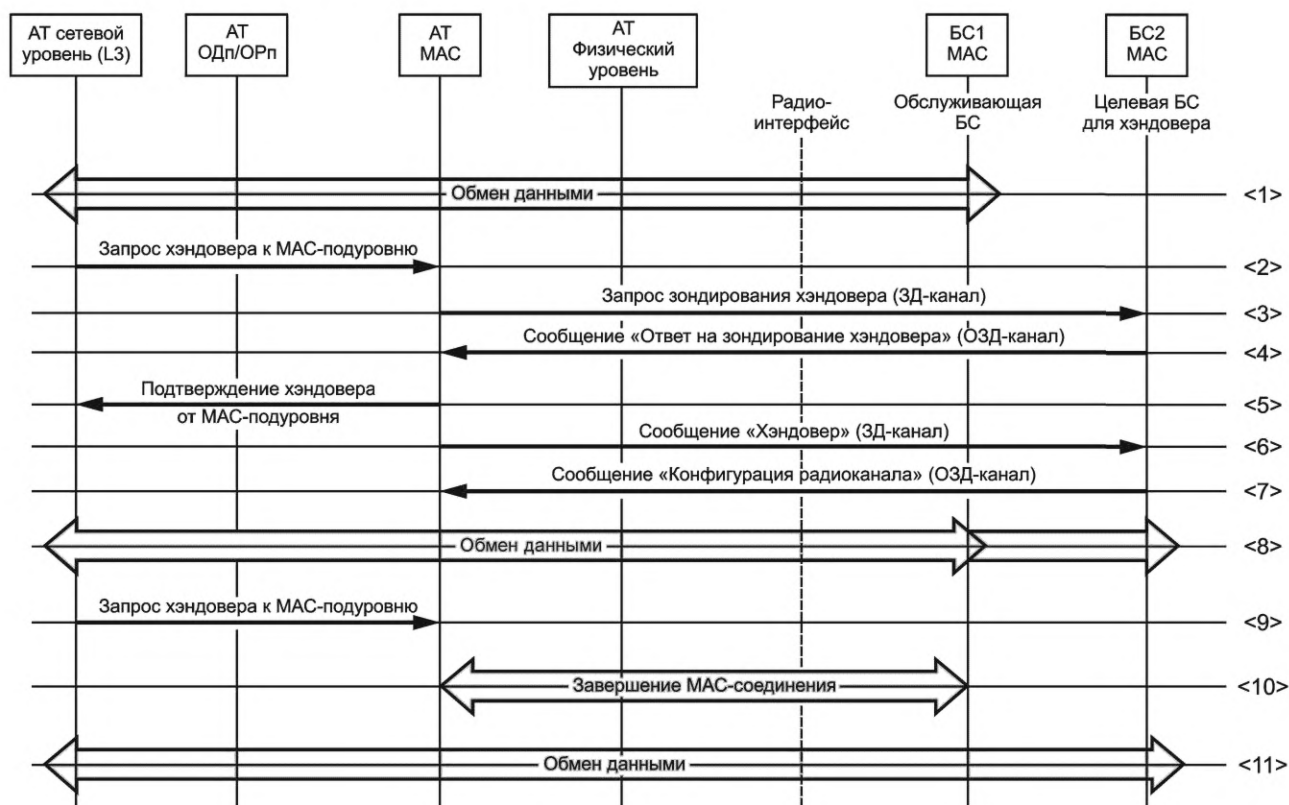 АТ сетевой
уровень (L3)
АТ
ОДп/ОРп
АТ
МАС
АТ
Физический
уровень
БС1
МАС
БС2
МАС
Радио-
интерфейс
Обслуживающая
БС
Целевая БС
для хэндовера
Обмен данными
<1>
Запрос хэндовера к МАС-подуровню
<2>
Запрос зондирования хэндовера (ЗД-канал)
<3>
Сообщение «Ответ на зондирование хэндовера» (ОЗД-канал)
<4>
Подтверждение хэндовера
от МАС-подуровня
<5>
Сообщение «Хэндовер» (ЗД-канал)
<6>
Сообщение «Конфигурация радиоканала» (ОЗД-канал)
<7>
Обмен данными
<8>
Запрос хэндовера к МАС-подуровню
<9>
Завершение МАС-соединения
<10>
Обмен данными
<11>